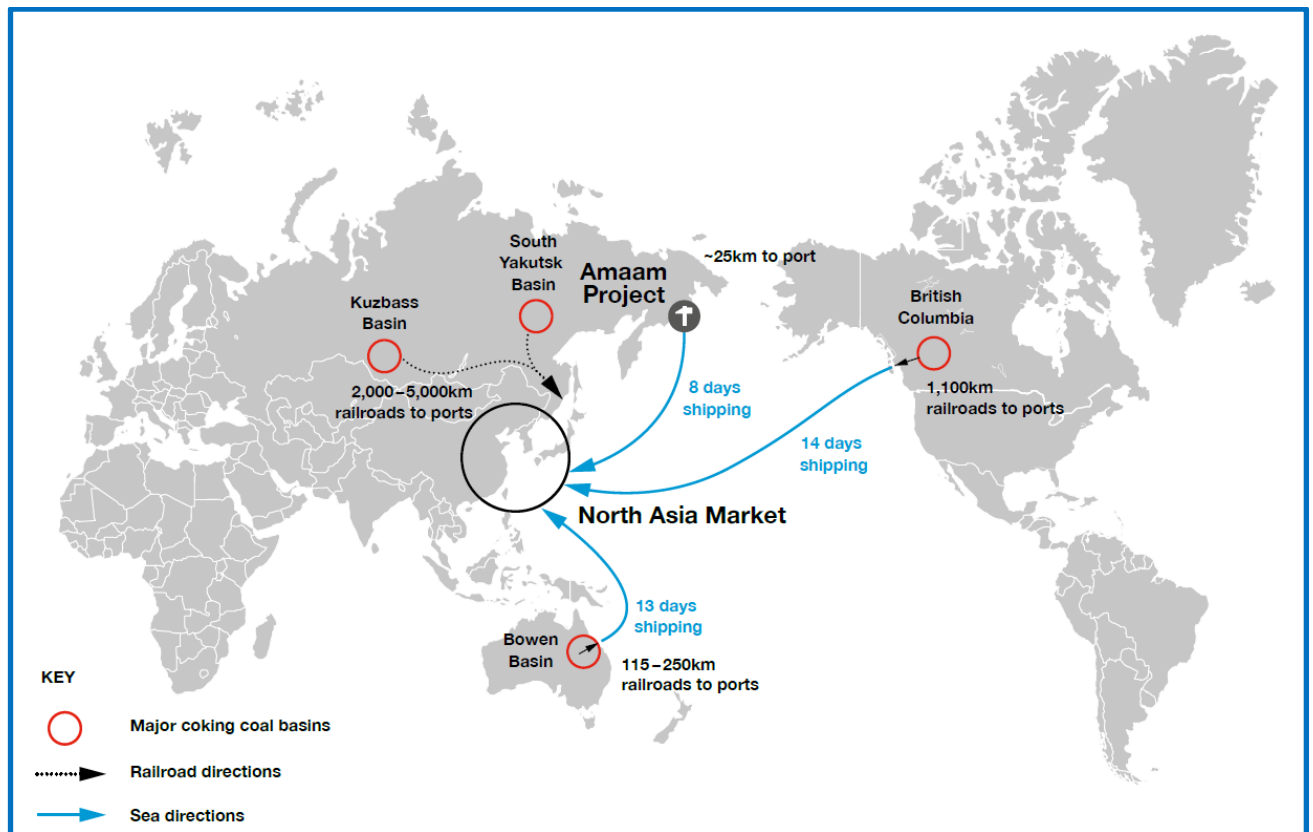 South
Yakutsk
Basin
Amaam
Project
~25km to port
Kuzbass
Basin
British
Columbia
2,000–5,000km
railroads to ports
8 days
shipping
1,100km
railroads to ports
14 days
shipping
North Asia Market
13 days
shipping
Bowen
Basin
115–250km
railroads to ports
KEY
Major coking coal basins
Railroad directions
Sea directions